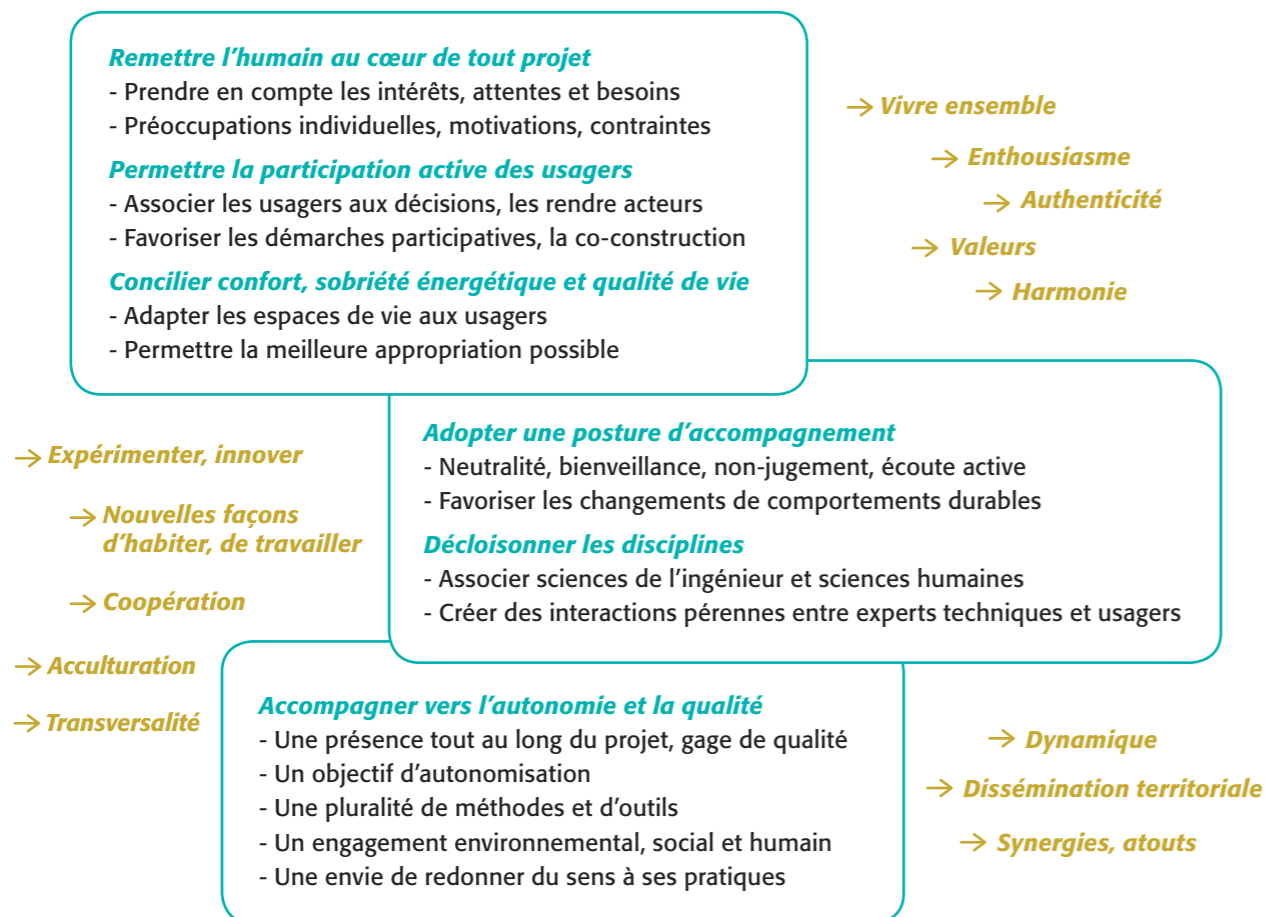 Remettre l'humain au cœur de tout projet
- Prendre en compte les intérêts, attentes et besoins
- Préoccupations individuelles, motivations, contraintes
Permettre la participation active des usagers
- Associer les usagers aux décisions, les rendre acteurs
- Favoriser les démarches participatives, la co-construction
Concilier confort, sobriété énergétique et qualité de vie
- Adapter les espaces de vie aux usagers
- Permettre la meilleure appropriation possible
→ Vivre ensemble
→ Enthousiasme
→ Authenticité
→ Valeurs
→ Harmonie
→ Expérimenter, innover
→ Nouvelles façons
d'habiter, de travailler
→ Coopération
→ Acculturation
→ Transversalité
Adopter une posture d'accompagnement
- Neutralité, bienveillance, non-jugement, écoute active
- Favoriser les changements de comportements durables
Décloisonner les disciplines
- Associer sciences de l'ingénieur et sciences humaines
- Créer des interactions pérennes entre experts techniques et usagers
Accompagner vers l'autonomie et la qualité
- Une présence tout au long du projet, gage de qualité
- Un objectif d'autonomisation
- Une pluralité de méthodes et d'outils
- Un engagement environnemental, social et humain
- Une envie de redonner du sens à ses pratiques
→ Dynamique
→ Dissémination territoriale
→ Synergies, atouts